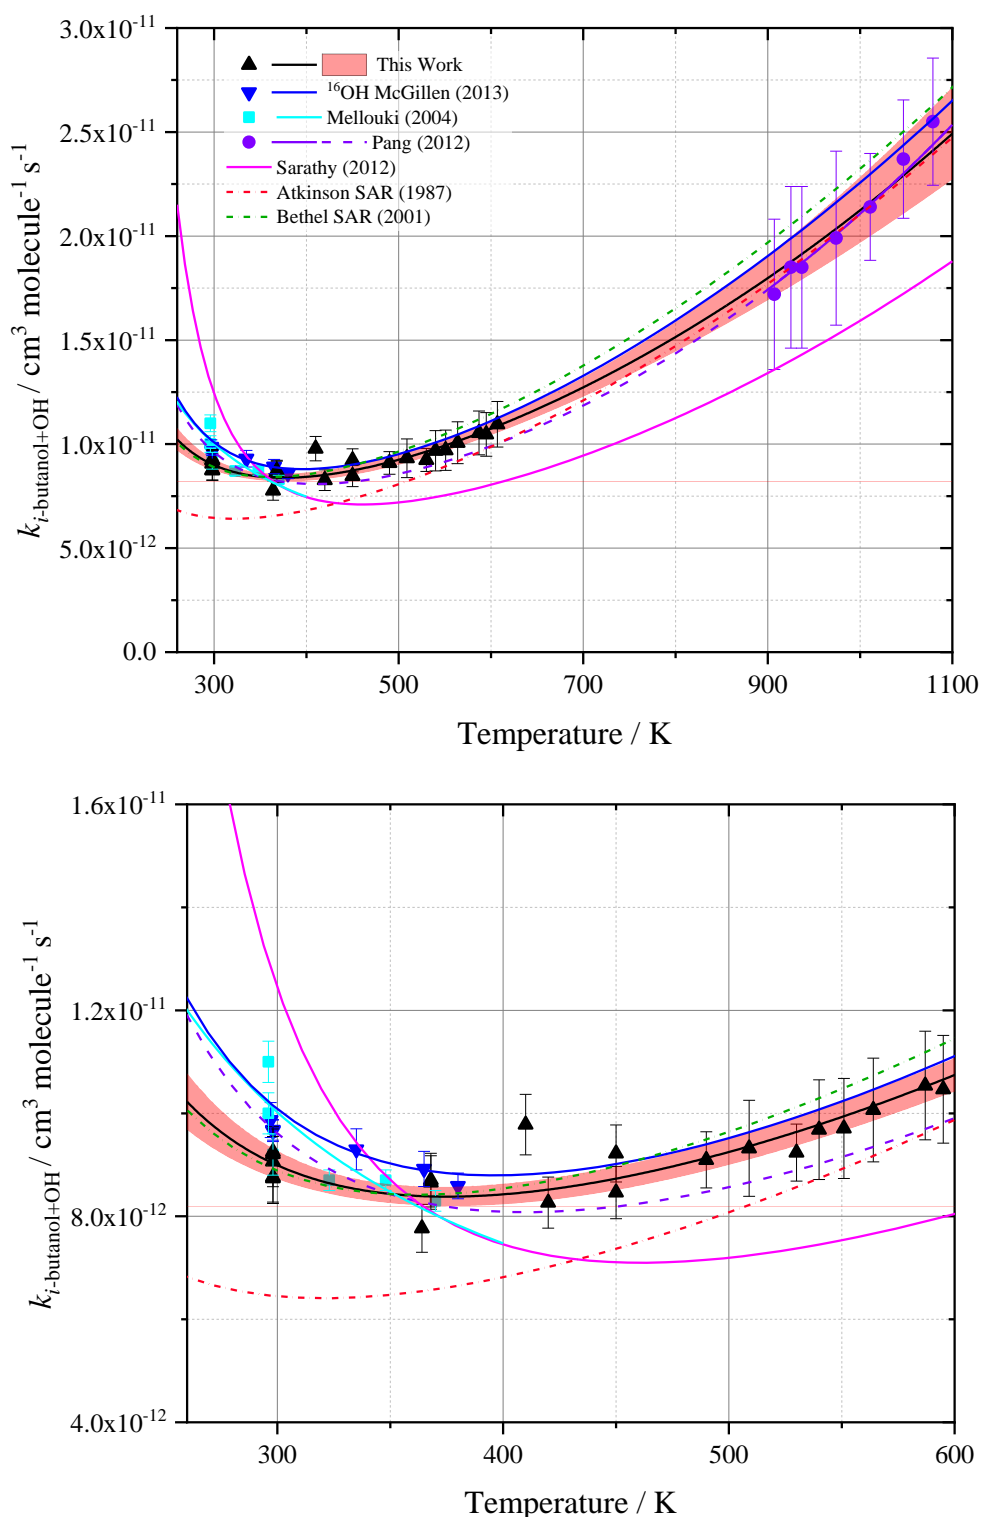 3.0x10⁻¹¹
2.5x10⁻¹¹
2.0x10⁻¹¹
1.5x10⁻¹¹
1.0x10⁻¹¹
5.0x10⁻¹²
0.0
k i-butanol+OH / cm³ molecule⁻¹ s⁻¹
This Work
¹⁶OH McGillen (2013)
Mellouki (2004)
Pang (2012)
Sarathy (2012)
Atkinson SAR (1987)
Bethel SAR (2001)
300 500 700 900 1100
Temperature / K
1.6x10⁻¹¹
1.2x10⁻¹¹
8.0x10⁻¹²
4.0x10⁻¹²
k i-butanol+OH / cm³ molecule⁻¹ s⁻¹
300 400 500 600
Temperature / K